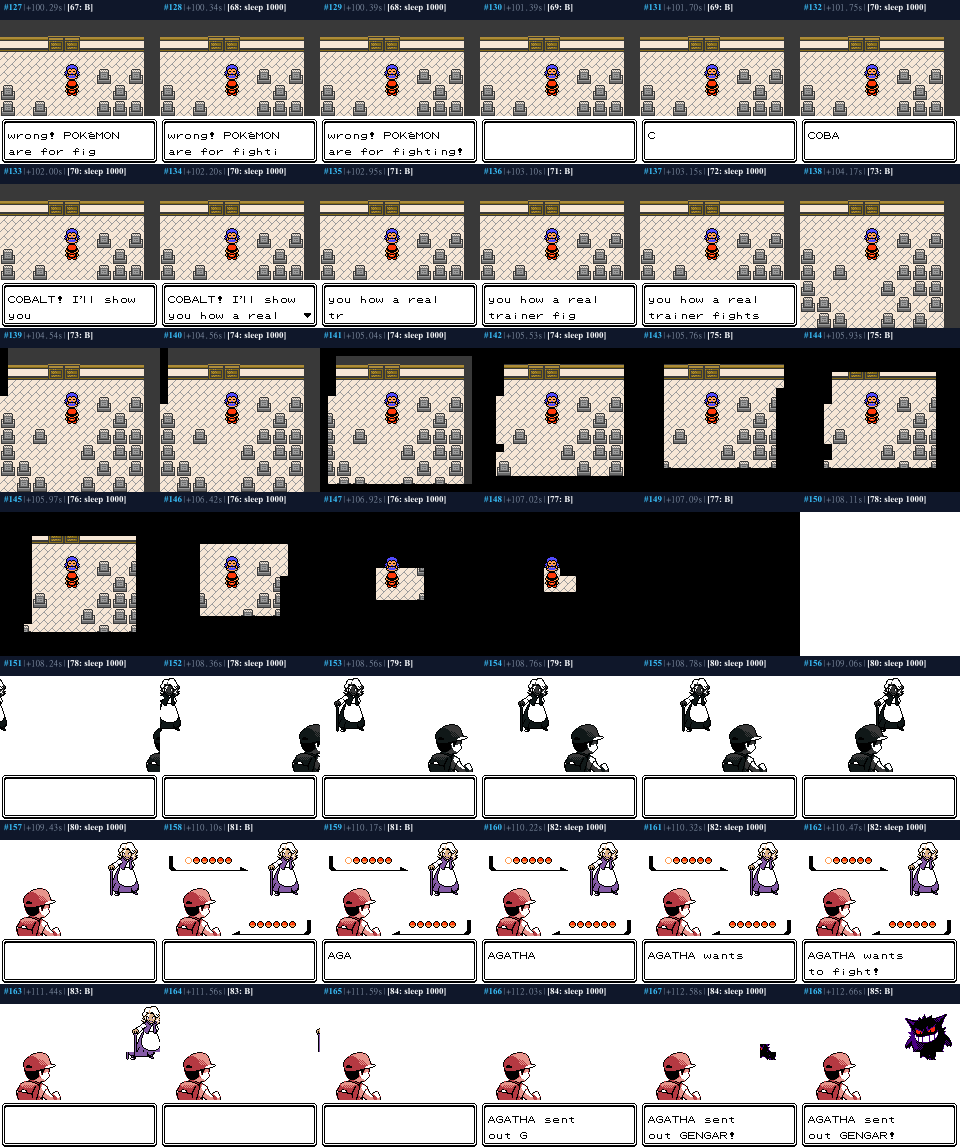 #127 | +100.29s | [67: B]
#128 | +100.34s | [68: sleep 1000]
#129 | +100.39s | [68: sleep 1000]
#130 | +101.39s | [69: B]
#131 | +101.70s | [69: B]
#132 | +101.75s | [70: sleep 1000]
wrong! POKéMON
are for fig
wrong! POKéMON
are for fighti
wrong! POKéMON
are for fighting!
C
COBA
#133 | +102.00s | [70: sleep 1000]
#134 | +102.20s | [70: sleep 1000]
#135 | +102.95s | [71: B]
#136 | +103.10s | [71: B]
#137 | +103.15s | [72: sleep 1000]
#138 | +104.17s | [73: B]
COBALT! I'll show
you
COBALT! I'll show
you how a real ▼
you how a real
tr
you how a real
trainer fig
you how a real
trainer fights
#139 | +104.54s | [73: B]
#140 | +104.56s | [74: sleep 1000]
#141 | +105.04s | [74: sleep 1000]
#142 | +105.53s | [74: sleep 1000]
#143 | +105.76s | [75: B]
#144 | +105.93s | [75: B]
#145 | +105.97s | [76: sleep 1000]
#146 | +106.42s | [76: sleep 1000]
#147 | +106.92s | [76: sleep 1000]
#148 | +107.02s | [77: B]
#149 | +107.09s | [77: B]
#150 | +108.11s | [78: sleep 1000]
#151 | +108.24s | [78: sleep 1000]
#152 | +108.36s | [78: sleep 1000]
#153 | +108.56s | [79: B]
#154 | +108.76s | [79: B]
#155 | +108.78s | [80: sleep 1000]
#156 | +109.06s | [80: sleep 1000]
#157 | +109.43s | [80: sleep 1000]
#158 | +110.10s | [81: B]
#159 | +110.17s | [81: B]
#160 | +110.22s | [82: sleep 1000]
#161 | +110.32s | [82: sleep 1000]
#162 | +110.47s | [82: sleep 1000]
AGA
AGATHA
AGATHA wants
AGATHA wants
to fight!
#163 | +111.44s | [83: B]
#164 | +111.56s | [83: B]
#165 | +111.59s | [84: sleep 1000]
#166 | +112.03s | [84: sleep 1000]
#167 | +112.58s | [84: sleep 1000]
#168 | +112.66s | [85: B]
AGATHA sent
out G
AGATHA sent
out GENGAR!
AGATHA sent
out GENGAR!